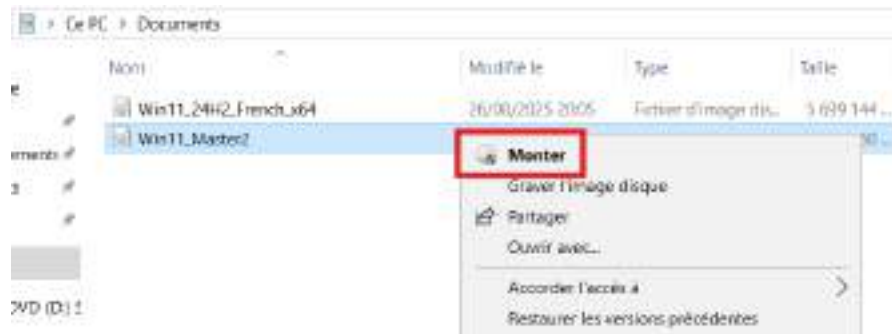 Ce PC > Documents
Nom Modifié le Type Taille
Win11_24H2_French_x64 26/08/2025 20:05 Fichier d'image dis... 5 699 144
Win11_Master2
ements
Monter
Graver l'image disque
Partager
Ouvrir avec...
Accorder l'accès à
DVD (D:)
Restaurer les versions précédentes